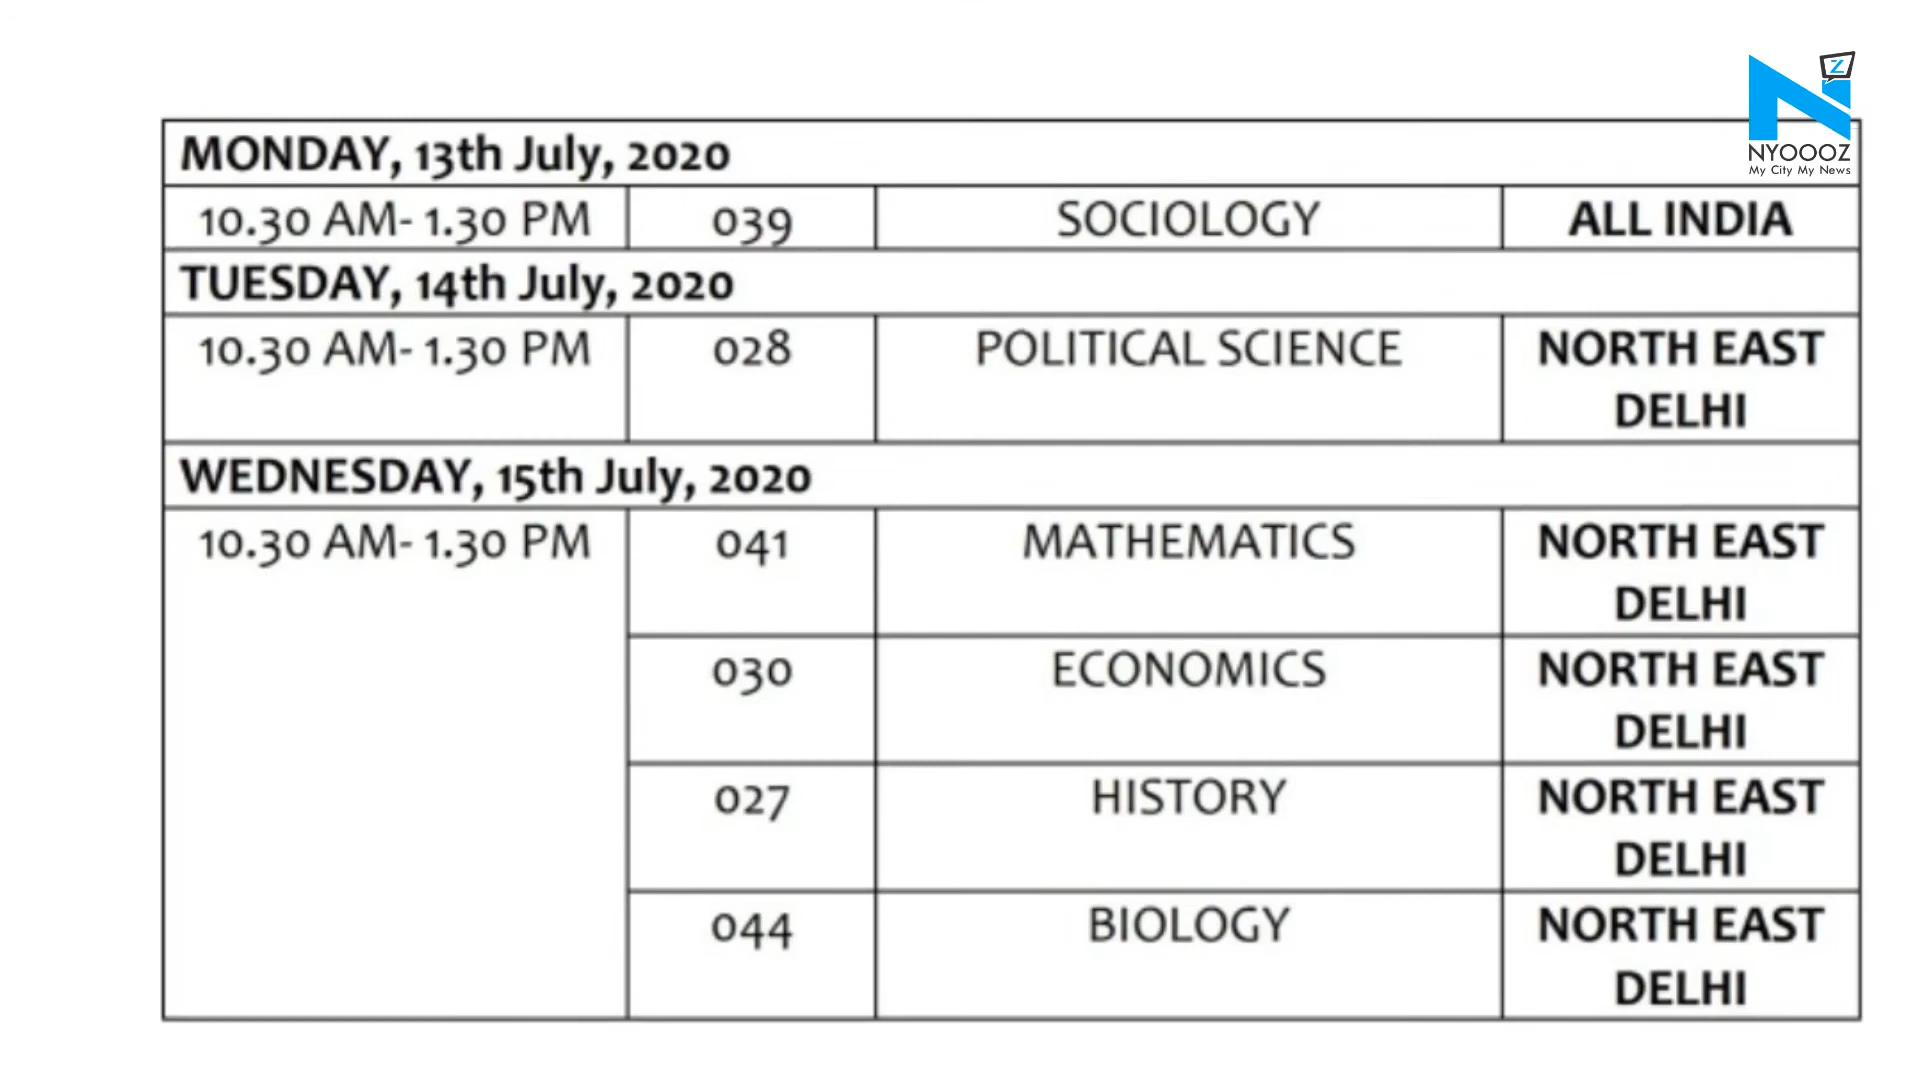 Z
NYOOOZ
My City My News
MONDAY, 13th July, 2020
10.30 AM- 1.30 PM 039 SOCIOLOGY ALL INDIA
TUESDAY, 14th July, 2020
10.30 AM- 1.30 PM 028 POLITICAL SCIENCE NORTH EAST
DELHI
WEDNESDAY, 15th July, 2020
10.30 AM- 1.30 PM 041 MATHEMATICS NORTH EAST
DELHI
030 ECONOMICS NORTH EAST
DELHI
027 HISTORY NORTH EAST
DELHI
044 BIOLOGY NORTH EAST
DELHI